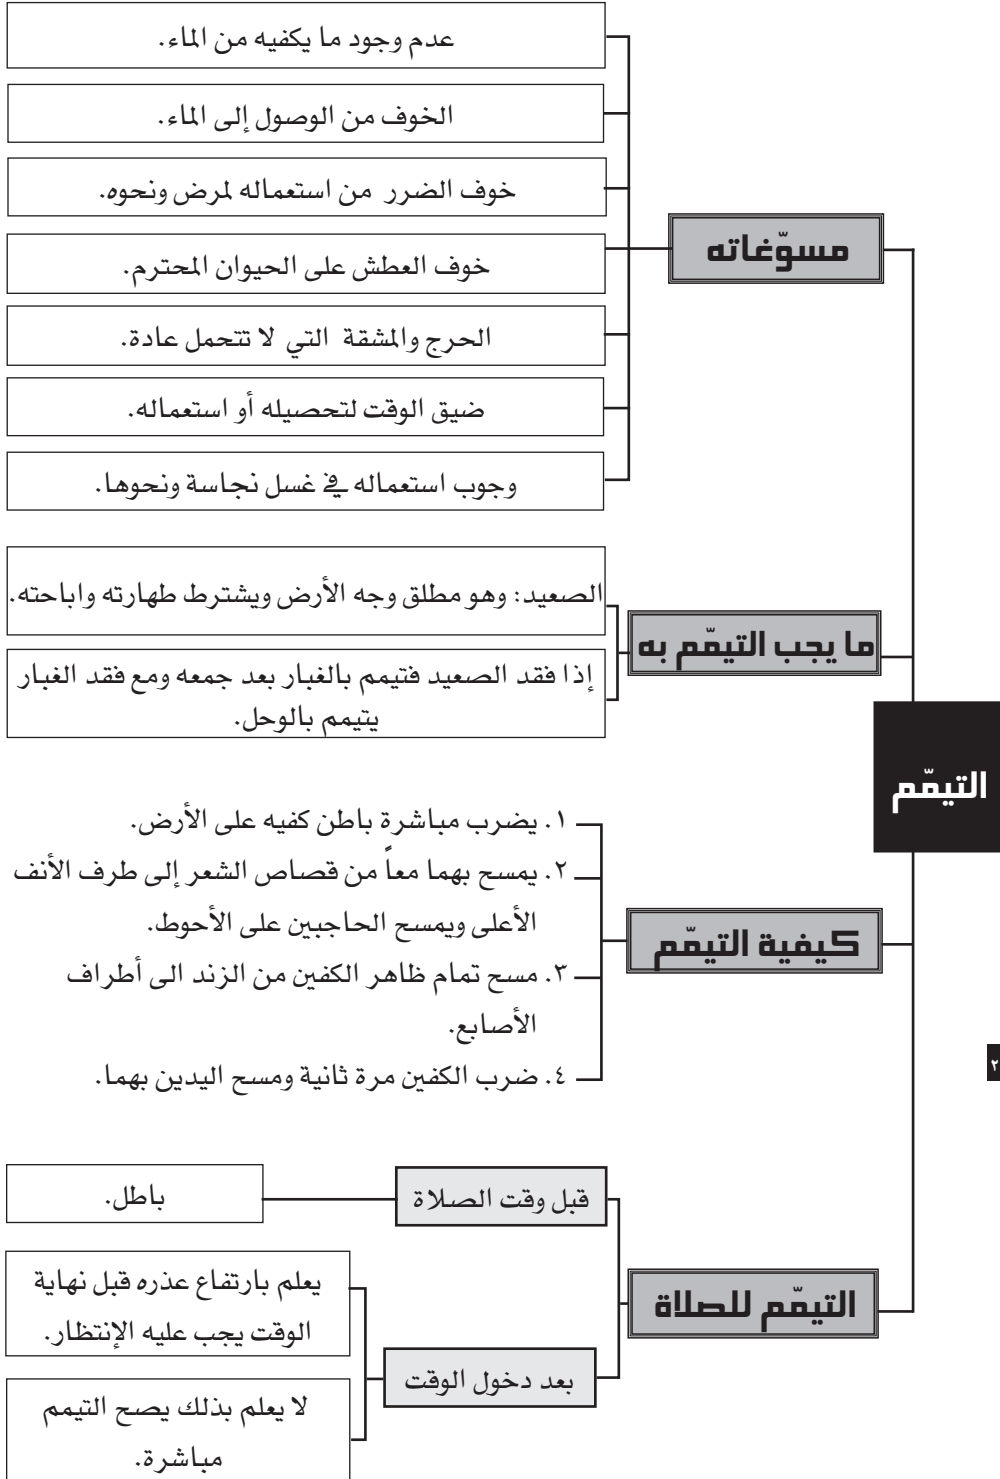 التيمّم
مسوّغاته
عدم وجود ما يكفيه من الماء.
الخوف من الوصول إلى الماء.
خوف الضرر من استعماله لمرض ونحوه.
خوف العطش على الحيوان المحترم.
الحرج والمشقة التي لا تتحمل عادة.
ضيق الوقت لتحصيله أو استعماله.
وجوب استعماله في غسل نجاسة ونحوها.
ما يجب التيمّم به
الصعيد: وهو مطلق وجه الأرض ويشترط طهارته واباحته.
إذا فقد الصعيد فتيمم بالغبار بعد جمعه ومع فقد الغبار
يتيمم بالوحل.
كيفية التيمّم
١. يضرب مباشرة باطن كفيه على الأرض.
٢. يمسح بهما معاً من قصاص الشعر إلى طرف الأنف
الأعلى ويمسح الحاجبين على الأحوط.
٣. مسح تمام ظاهر الكفين من الزند الى أطراف
الأصابع.
٤. ضرب الكفين مرة ثانية ومسح اليدين بهما.
التيمّم للصلاة
قبل وقت الصلاة
باطل.
بعد دخول الوقت
يعلم بارتفاع عذره قبل نهاية
الوقت يجب عليه الإنتظار.
لا يعلم بذلك يصح التيمم
مباشرة.
٢